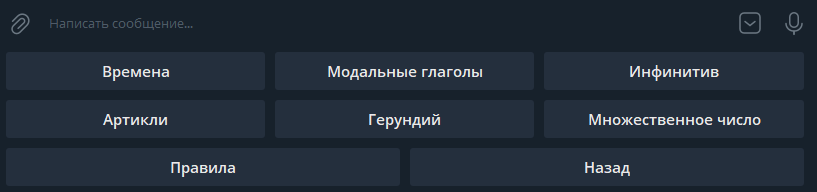 Написать сообщение...
Времена Модальные глаголы Инфинитив
Артикли Герундий Множественное число
Правила Назад